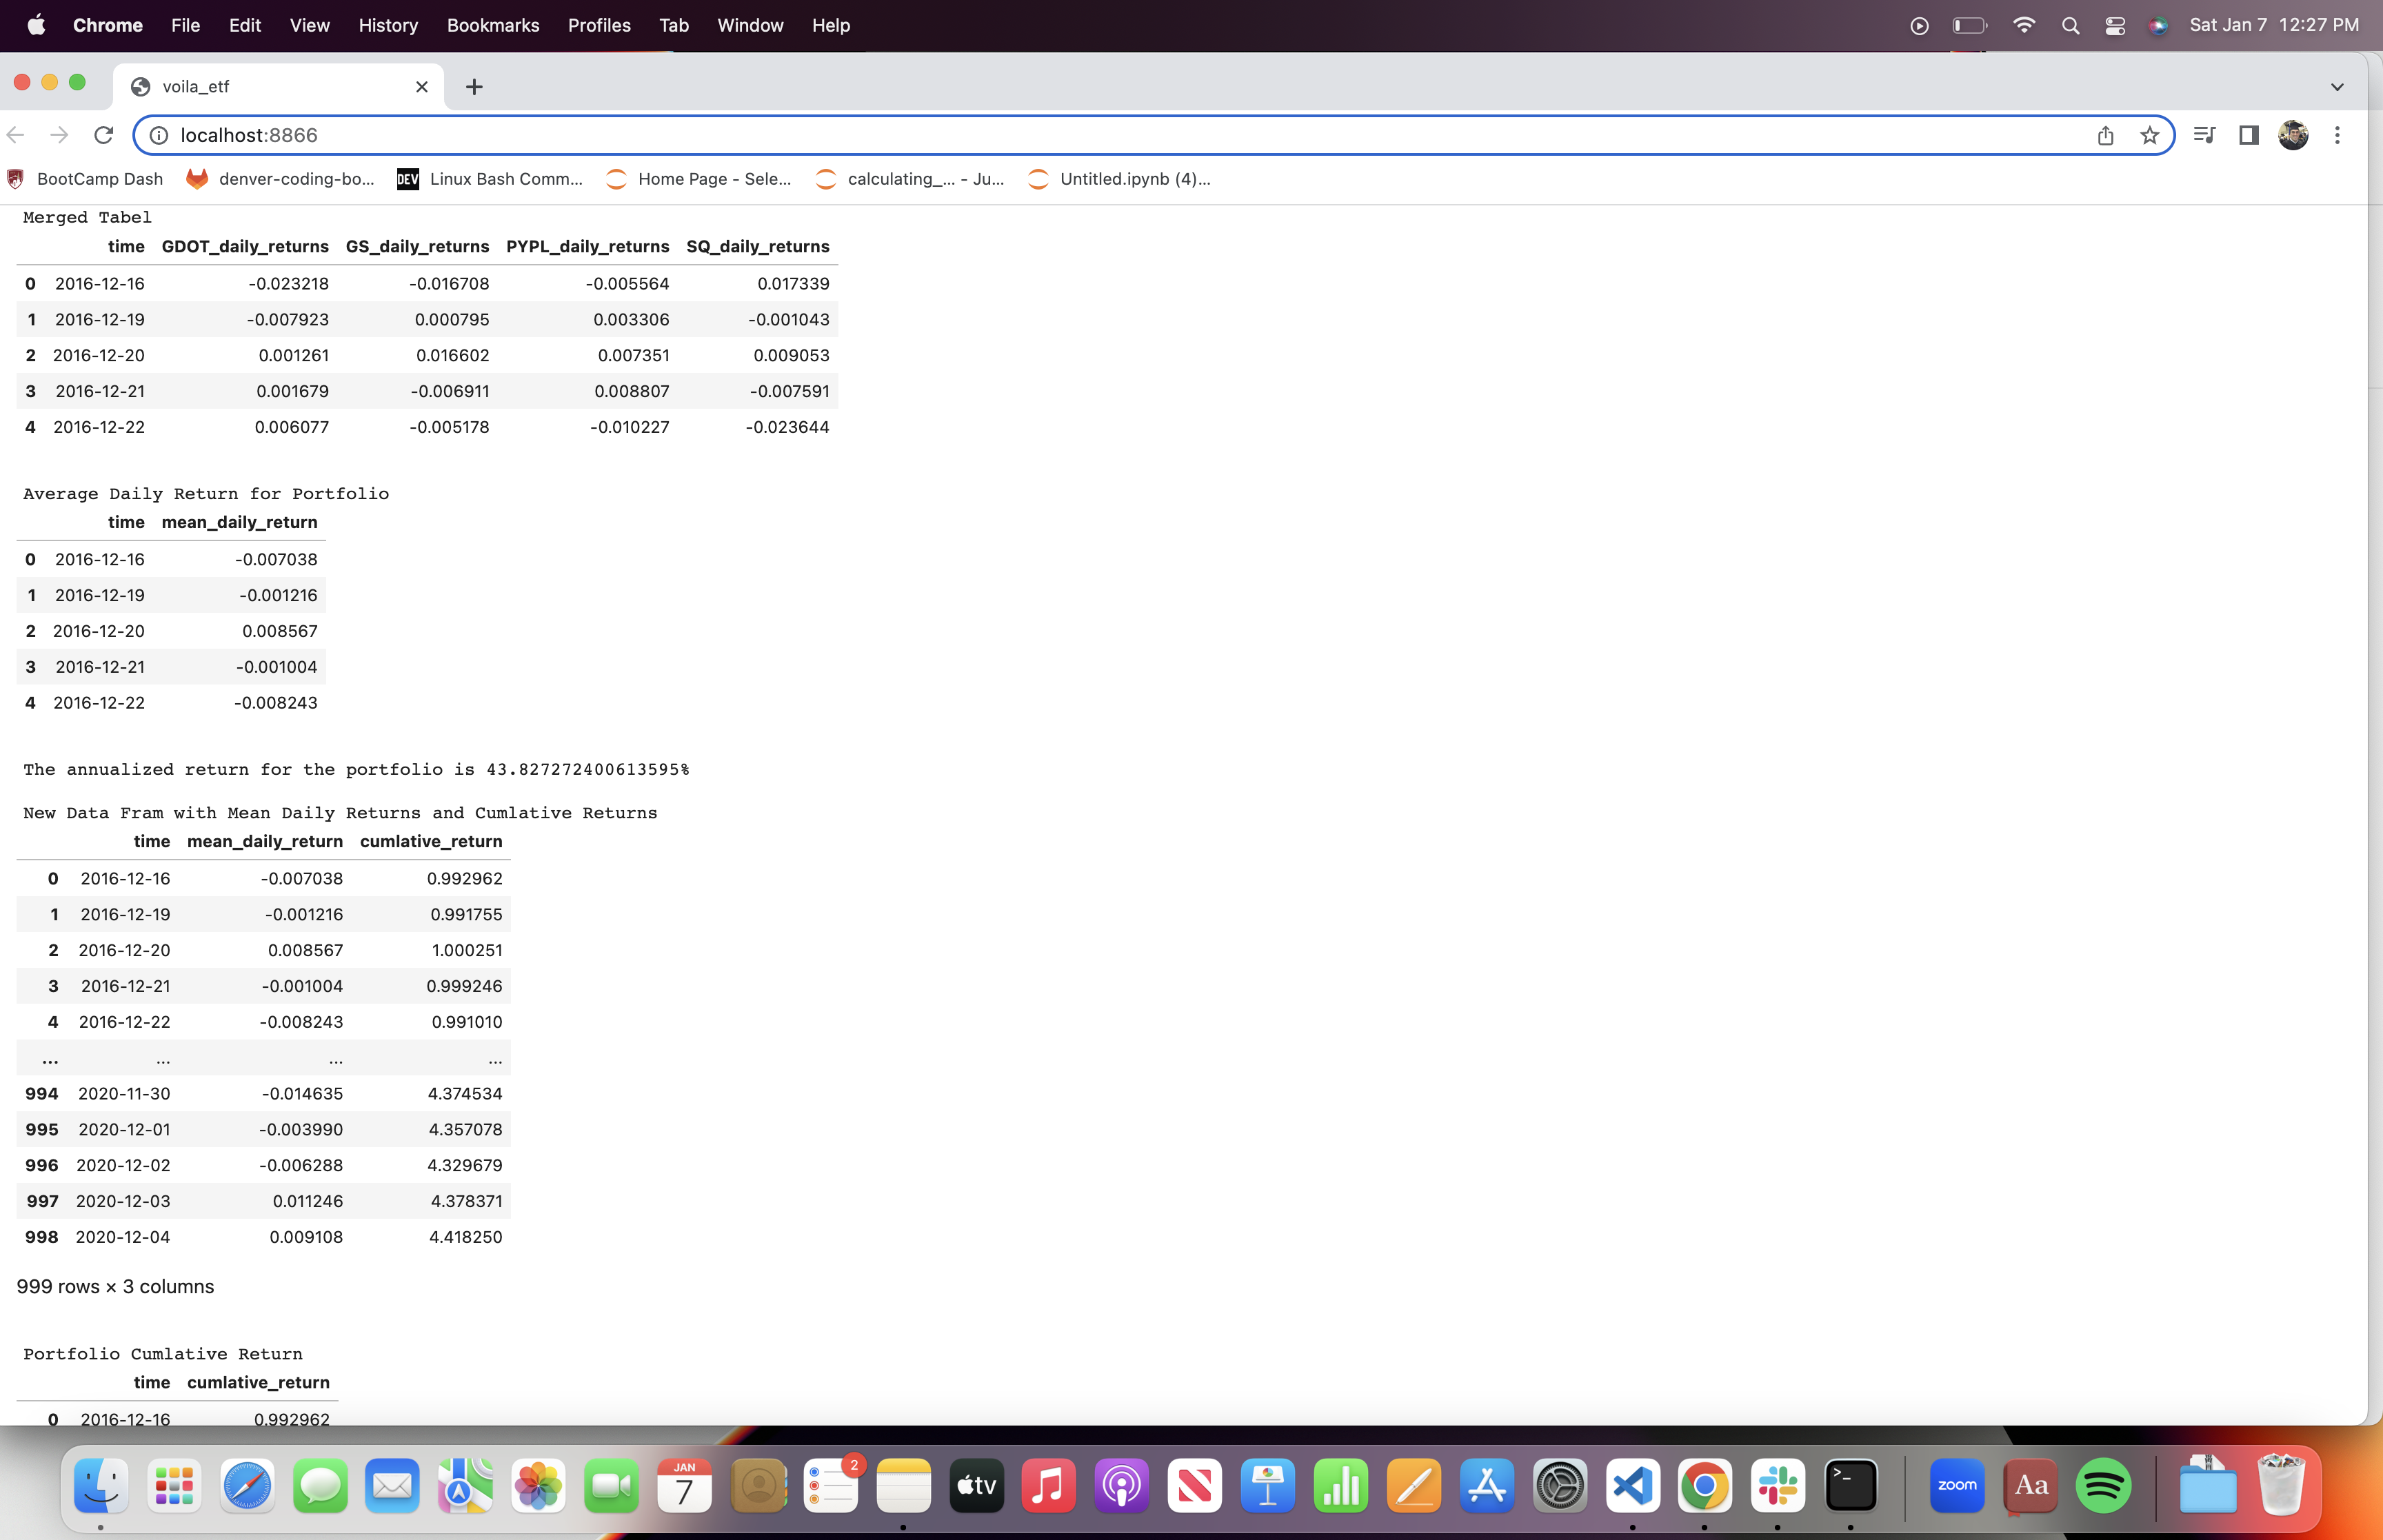 Chrome File Edit View History Bookmarks Profiles Tab Window Help Sat Jan 7 12:27 PM
voila_etf
localhost:8866
BootCamp Dash denver-coding-bo... DEV Linux Bash Comm... Home Page - Sele... calculating_... - Ju... Untitled.ipynb (4)...
Merged Tabel
time GDOT_daily_returns GS_daily_returns PYPL_daily_returns SQ_daily_returns
0 2016-12-16 -0.023218 -0.016708 -0.005564 0.017339
1 2016-12-19 -0.007923 0.000795 0.003306 -0.001043
2 2016-12-20 0.001261 0.016602 0.007351 0.009053
3 2016-12-21 0.001679 -0.006911 0.008807 -0.007591
4 2016-12-22 0.006077 -0.005178 -0.010227 -0.023644
Average Daily Return for Portfolio
time mean_daily_return
0 2016-12-16 -0.007038
1 2016-12-19 -0.001216
2 2016-12-20 0.008567
3 2016-12-21 -0.001004
4 2016-12-22 -0.008243
The annualized return for the portfolio is 43.827272400613595%
New Data Fram with Mean Daily Returns and Cumlative Returns
time mean_daily_return cumlative_return
0 2016-12-16 -0.007038 0.992962
1 2016-12-19 -0.001216 0.991755
2 2016-12-20 0.008567 1.000251
3 2016-12-21 -0.001004 0.999246
4 2016-12-22 -0.008243 0.991010
... ... ... ...
994 2020-11-30 -0.014635 4.374534
995 2020-12-01 -0.003990 4.357078
996 2020-12-02 -0.006288 4.329679
997 2020-12-03 0.011246 4.378371
998 2020-12-04 0.009108 4.418250
999 rows × 3 columns
Portfolio Cumlative Return
time cumlative_return
0 2016-12-16 0.992962
JAN 7 2 tv >_ zoom Aa